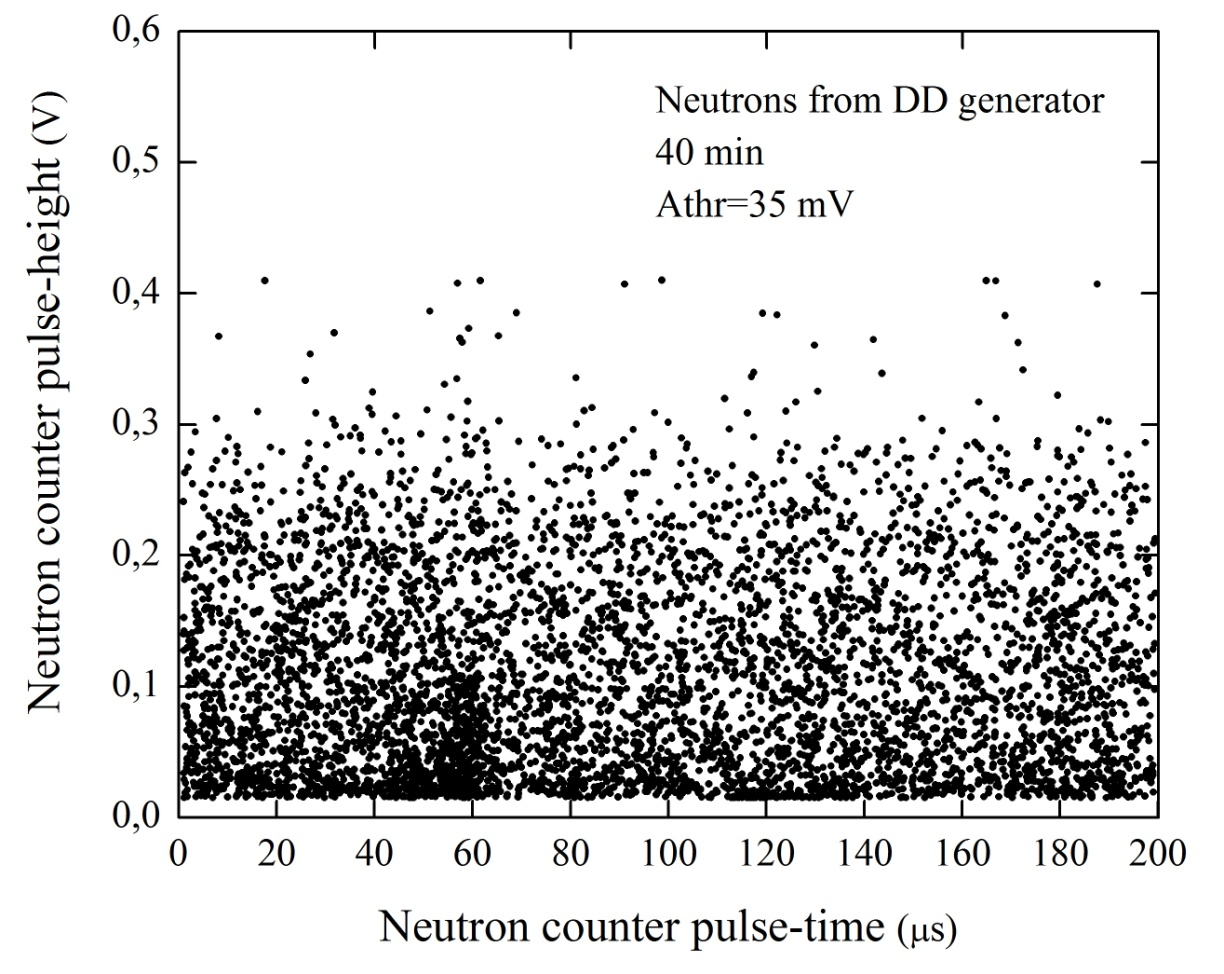 0,6
0,5
0,4
0,3
0,2
0,1
0,0
Neutron counter pulse-height (V)
Neutrons from DD generator
40 min
Athr=35 mV
0 20 40 60 80 100 120 140 160 180 200
Neutron counter pulse-time (μs)